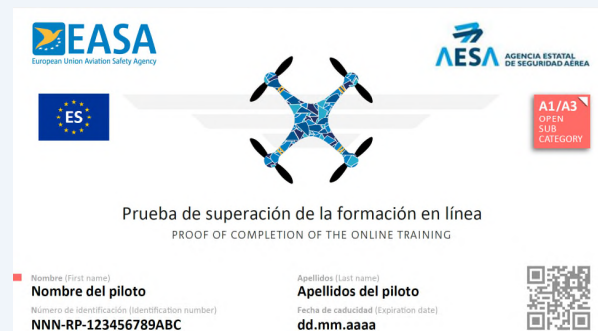 EASA
European Union Aviation Safety Agency
AESA
AGENCIA ESTATAL
DE SEGURIDAD AÉREA
ES
A1/A3
OPEN
SUB
CATEGORY
Prueba de superación de la formación en línea
PROOF OF COMPLETION OF THE ONLINE TRAINING
Nombre (First name)
Nombre del piloto
Apellidos (Last name)
Apellidos del piloto
Número de identificación (Identification number)
NNN-RP-123456789ABC
Fecha de caducidad (Expiration date)
dd.mm.aaaa